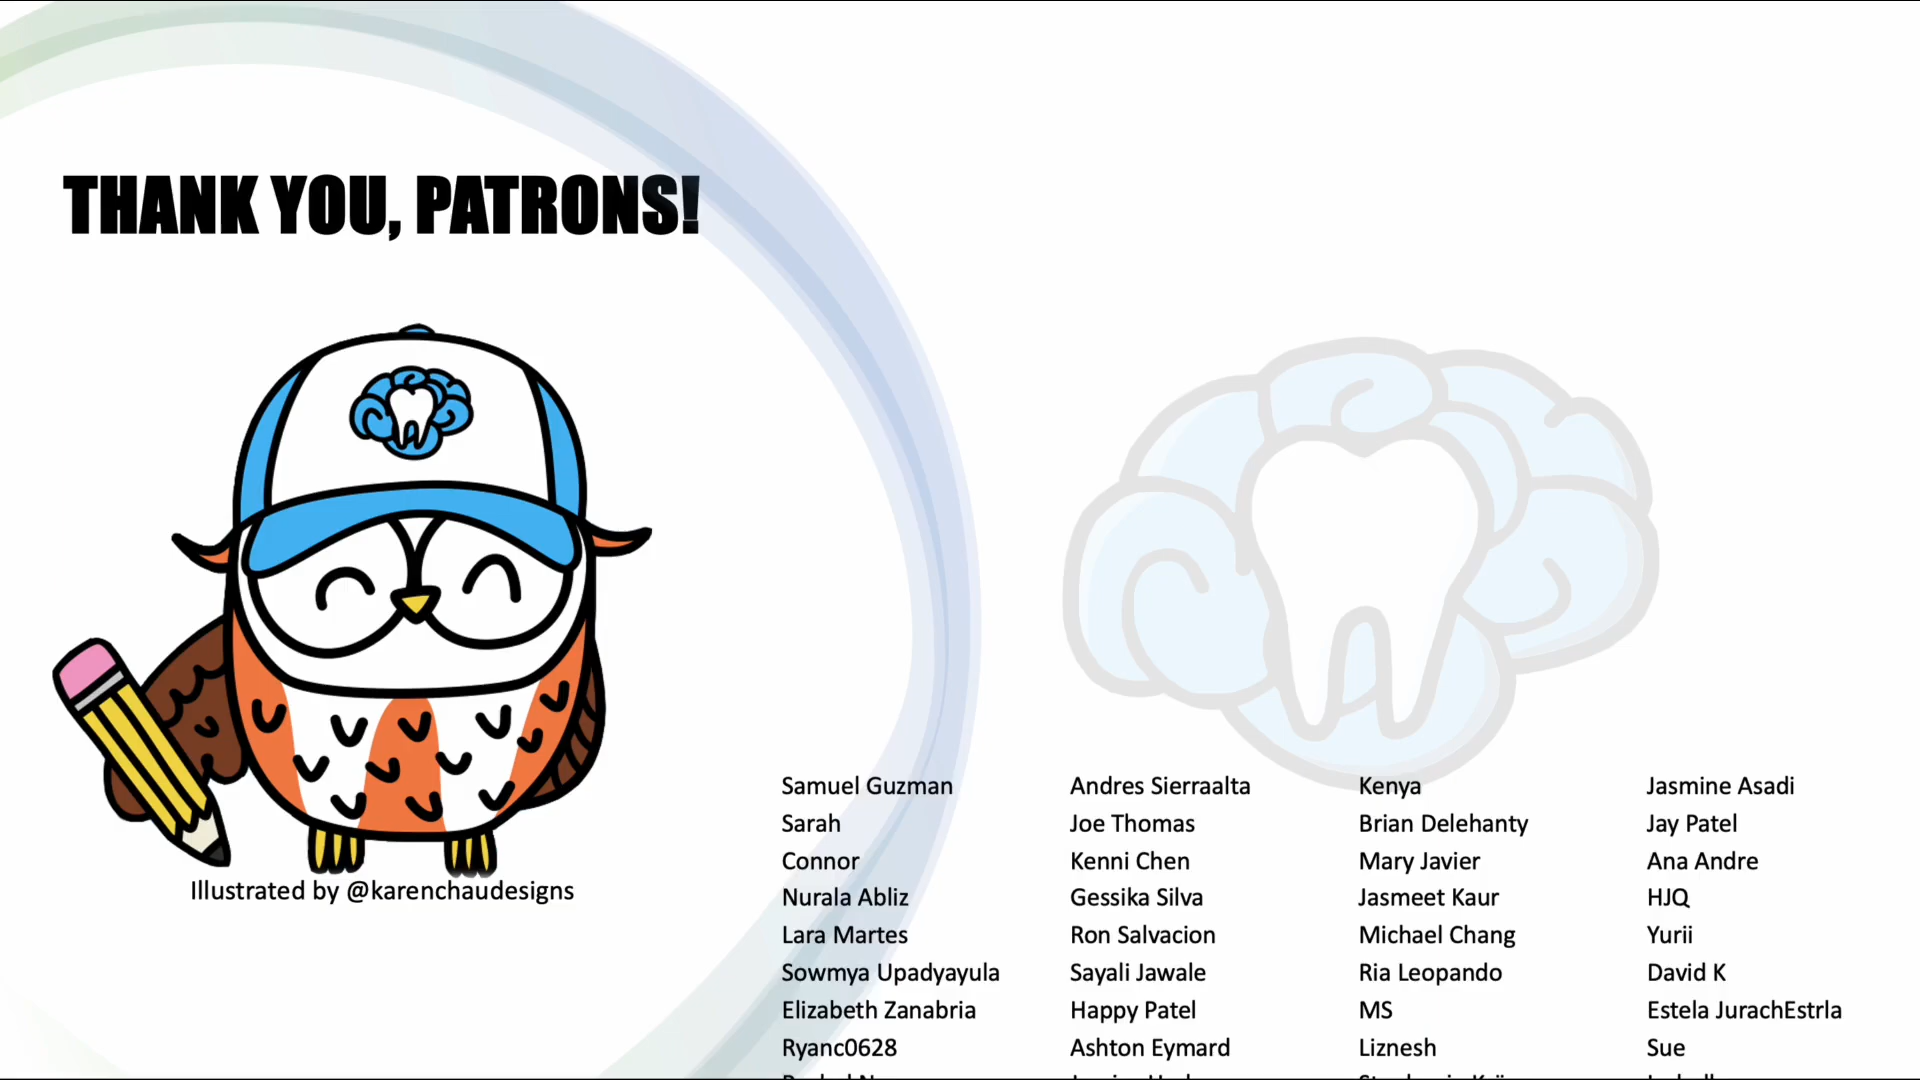 THANK YOU, PATRONS!
Illustrated by @karenchaudesigns
Samuel Guzman Andres Sierraalta Kenya Jasmine Asadi
Sarah Joe Thomas Brian Delehanty Jay Patel
Connor Kenni Chen Mary Javier Ana Andre
Nurala Abliz Gessika Silva Jasmeet Kaur HJQ
Lara Martes Ron Salvacion Michael Chang Yurii
Sowmya Upadyayula Sayali Jawale Ria Leopando David K
Elizabeth Zanabria Happy Patel MS Estela JurachEstrla
Ryanc0628 Ashton Eymard Liznesh Sue